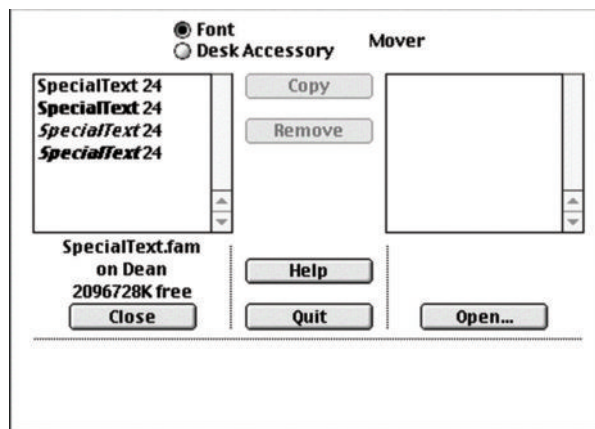 Font
Desk Accessory
Mover
SpecialText 24
SpecialText 24
SpecialText 24
SpecialText 24
Copy
Remove
SpecialText.fam
on Dean
2096728K free
Close
Help
Quit
Open...